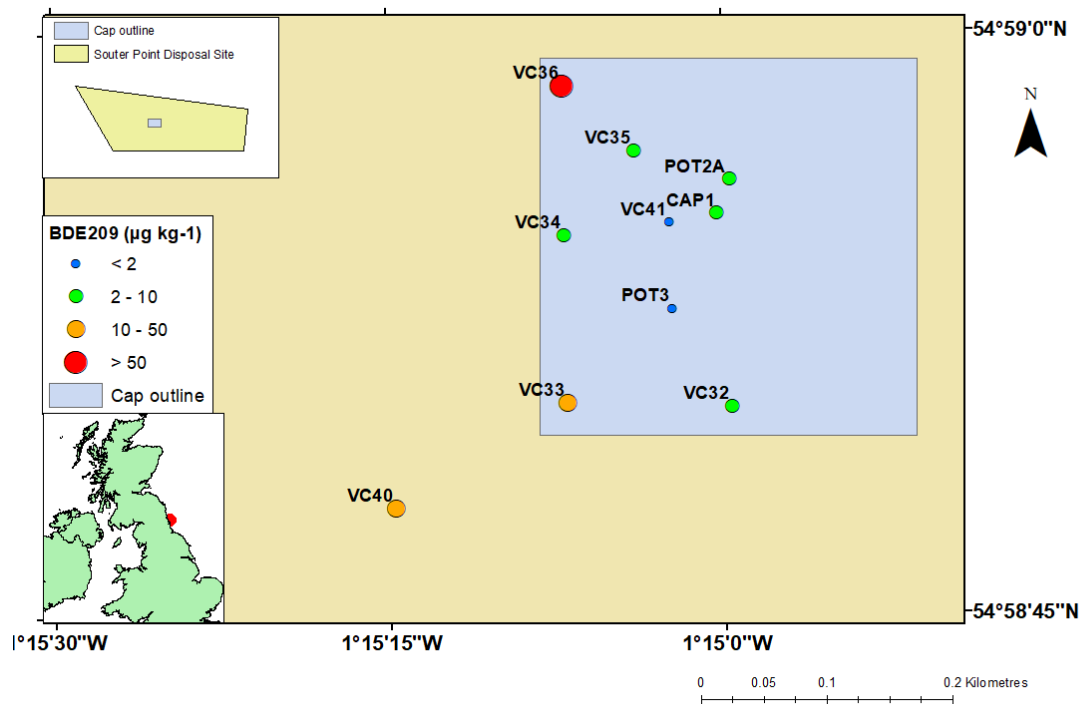 Cap outline
Souter Point Disposal Site
54°59'0"N
N
VC36
VC35
POT2A
CAP1
VC41
VC34
POT3
VC33
VC32
VC40
BDE209 (µg kg-1)
< 2
2 - 10
10 - 50
> 50
Cap outline
54°58'45"N
1°15'30"W
1°15'15"W
1°15'0"W
0
0.05
0.1
0.2 Kilometres